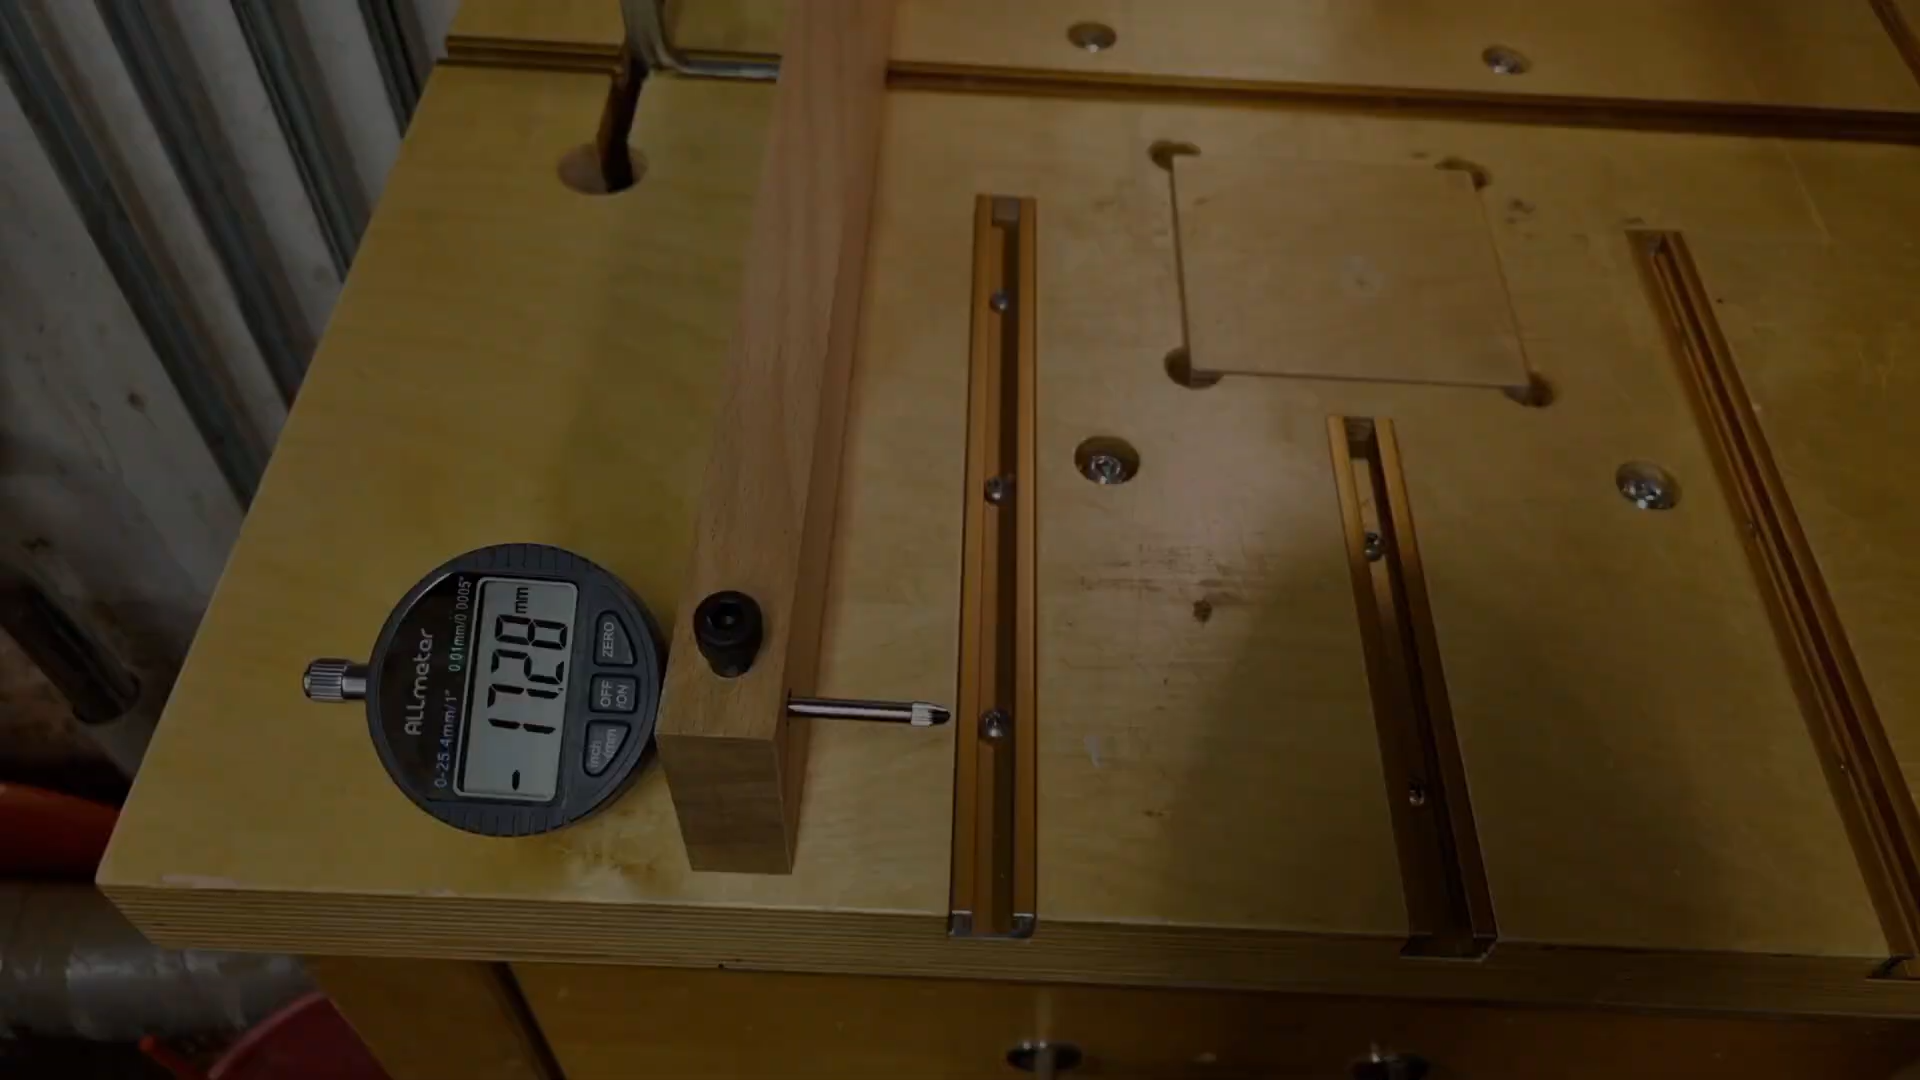 ALLmeter
0-25.4mm/1" 0.01mm/0.0005"
-17.28 mm
inch
/mm
OFF
/ON
ZERO